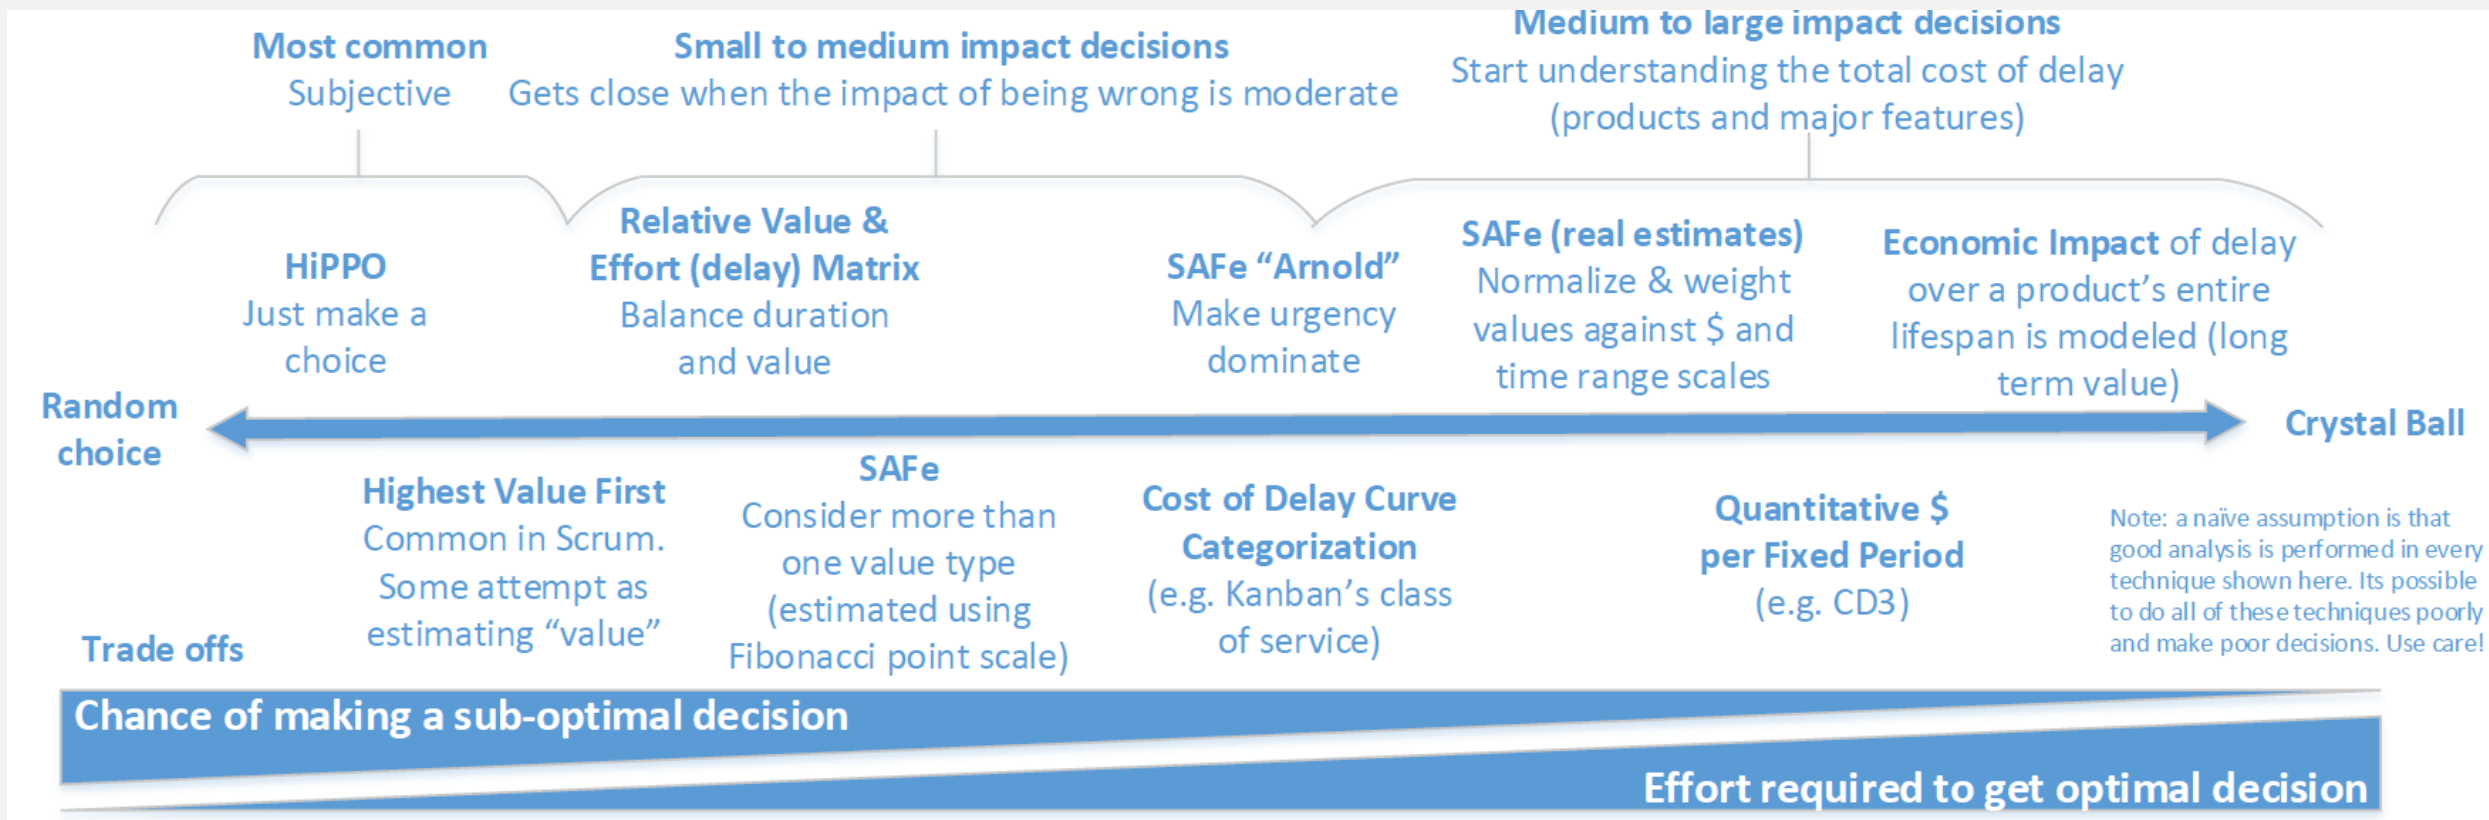 Most common
Subjective
Small to medium impact decisions
Gets close when the impact of being wrong is moderate
Medium to large impact decisions
Start understanding the total cost of delay
(products and major features)
HiPPO
Just make a
choice
Relative Value &
Effort (delay) Matrix
Balance duration
and value
SAFe “Arnold”
Make urgency
dominate
SAFe (real estimates)
Normalize & weight
values against $ and
time range scales
Economic Impact of delay
over a product’s entire
lifespan is modeled (long
term value)
Random
choice
Crystal Ball
Highest Value First
Common in Scrum.
Some attempt as
estimating “value”
SAFe
Consider more than
one value type
(estimated using
Fibonacci point scale)
Cost of Delay Curve
Categorization
(e.g. Kanban’s class
of service)
Quantitative $
per Fixed Period
(e.g. CD3)
Note: a naïve assumption is that
good analysis is performed in every
technique shown here. Its possible
to do all of these techniques poorly
and make poor decisions. Use care!
Trade offs
Chance of making a sub-optimal decision
Effort required to get optimal decision